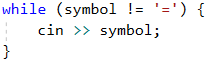 while (symbol != '=') {
    cin >> symbol;
}